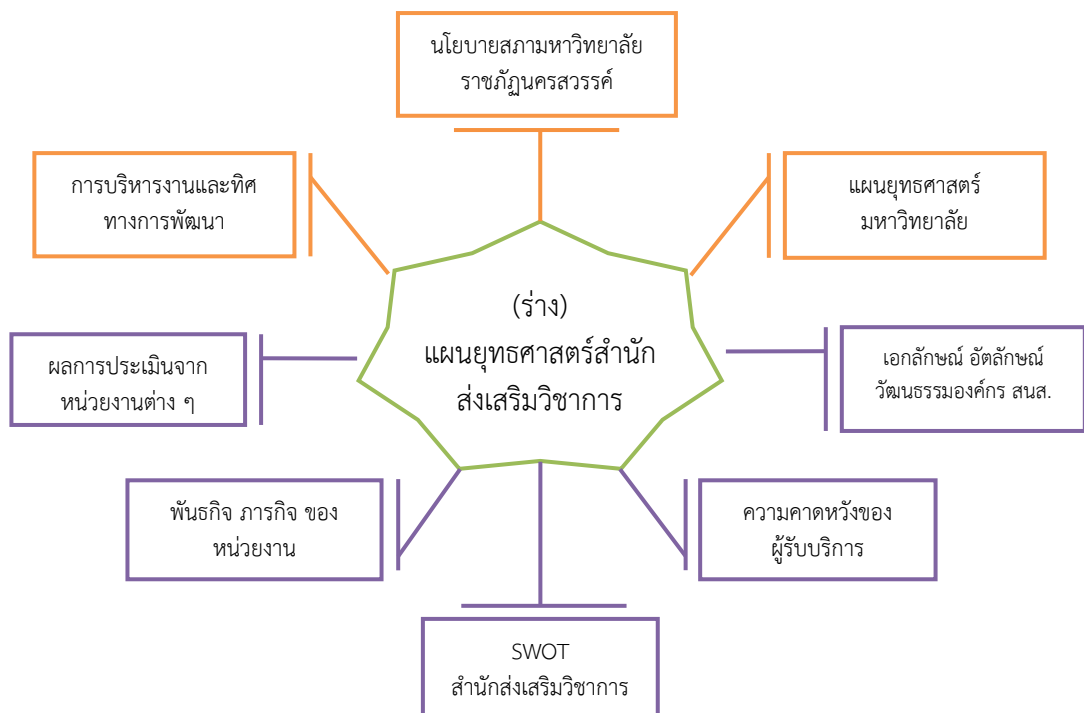 นโยบายสภามหาวิทยาลัย
ราชภัฏนครสวรรค์
การบริหารงานและทิศ
ทางการพัฒนา
แผนยุทธศาสตร์
มหาวิทยาลัย
(ร่าง)
แผนยุทธศาสตร์สำนัก
ส่งเสริมวิชาการ
ผลการประเมินจาก
หน่วยงานต่าง ๆ
เอกลักษณ์ อัตลักษณ์
วัฒนธรรมองค์กร สนส.
พันธกิจ ภารกิจ ของ
หน่วยงาน
ความคาดหวังของ
ผู้รับบริการ
SWOT
สำนักส่งเสริมวิชาการ